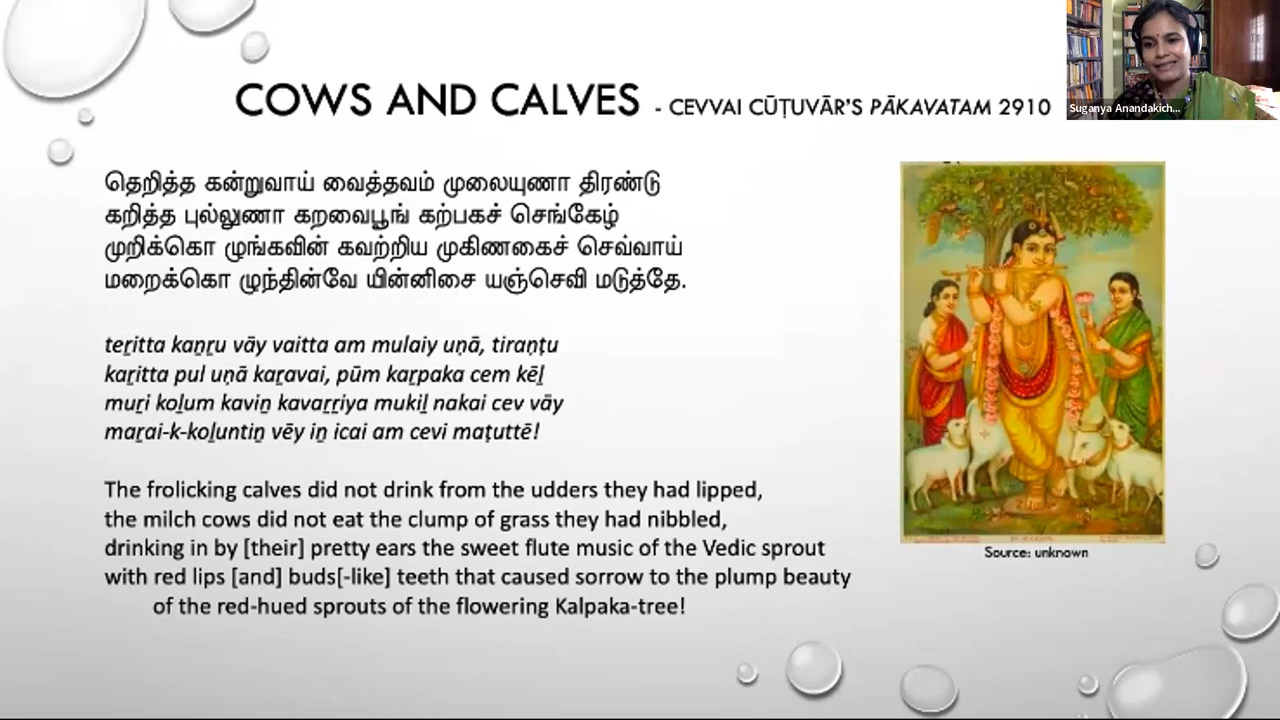 COWS AND CALVES - CEVVAI CŪṬUVĀR'S PĀKAVATAM 2910
Suganya Anandakich...
தெறித்த கன்றுவாய் வைத்தவம் முலையுணா திரண்டு
கறித்த புல்லுணா கறவைபூங் கற்பகச் செங்கேழ்
முறிக்கொ ழுங்கவின் கவற்றிய முகிணகைச் செவ்வாய்
மறைக்கொ ழுந்தின்வே யின்னிசை யஞ்செவி மடுத்தே.
teṟitta kaṉṟu vāy vaitta am mulaiy uṇā, tiraṇṭu
kaṟitta pul uṇā kaṟavai, pūm kaṟpaka cem kēḻ
muṟi koḻum kaviṉ kavaṟṟiya mukiḻ nakai cev vāy
maṟai-k-koḻuntiṉ vēy iṉ icai am cevi maṭuttē!
The frolicking calves did not drink from the udders they had lipped,
the milch cows did not eat the clump of grass they had nibbled,
drinking in by [their] pretty ears the sweet flute music of the Vedic sprout
with red lips [and] buds[-like] teeth that caused sorrow to the plump beauty
of the red-hued sprouts of the flowering Kalpaka-tree!
Source: unknown